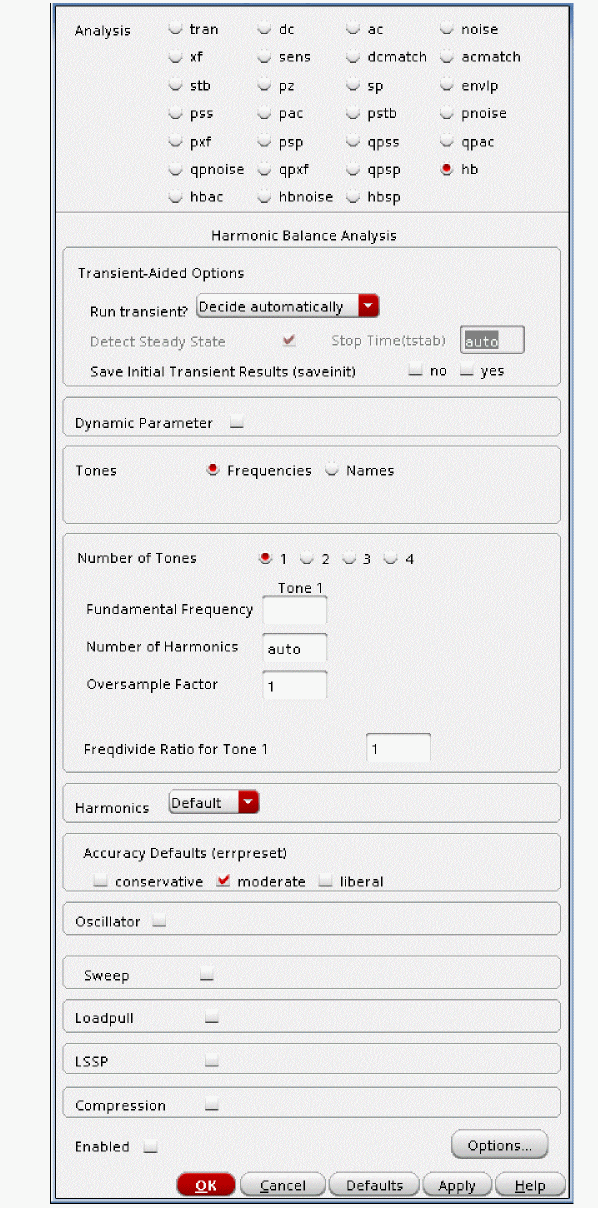 Analysis tran dc ac noise
xf sens dcmatch acmatch
stb pz sp envlp
pss pac pstb pnoise
pxf psp qpss qpac
qpnoise qpxf qpsp hb
hbac hbnoise hbsp
Harmonic Balance Analysis
Transient-Aided Options
Run transient? Decide automatically
Detect Steady State Stop Time(tstab) auto
Save Initial Transient Results (saveinit) no yes
Dynamic Parameter
Tones Frequencies Names
Number of Tones 1 2 3 4
Tone 1
Fundamental Frequency
Number of Harmonics auto
Oversample Factor 1
Freqdivide Ratio for Tone 1 1
Harmonics Default
Accuracy Defaults (errpreset)
conservative moderate liberal
Oscillator
Sweep
Loadpull
LSSP
Compression
Enabled Options...
OK Cancel Defaults Apply Help